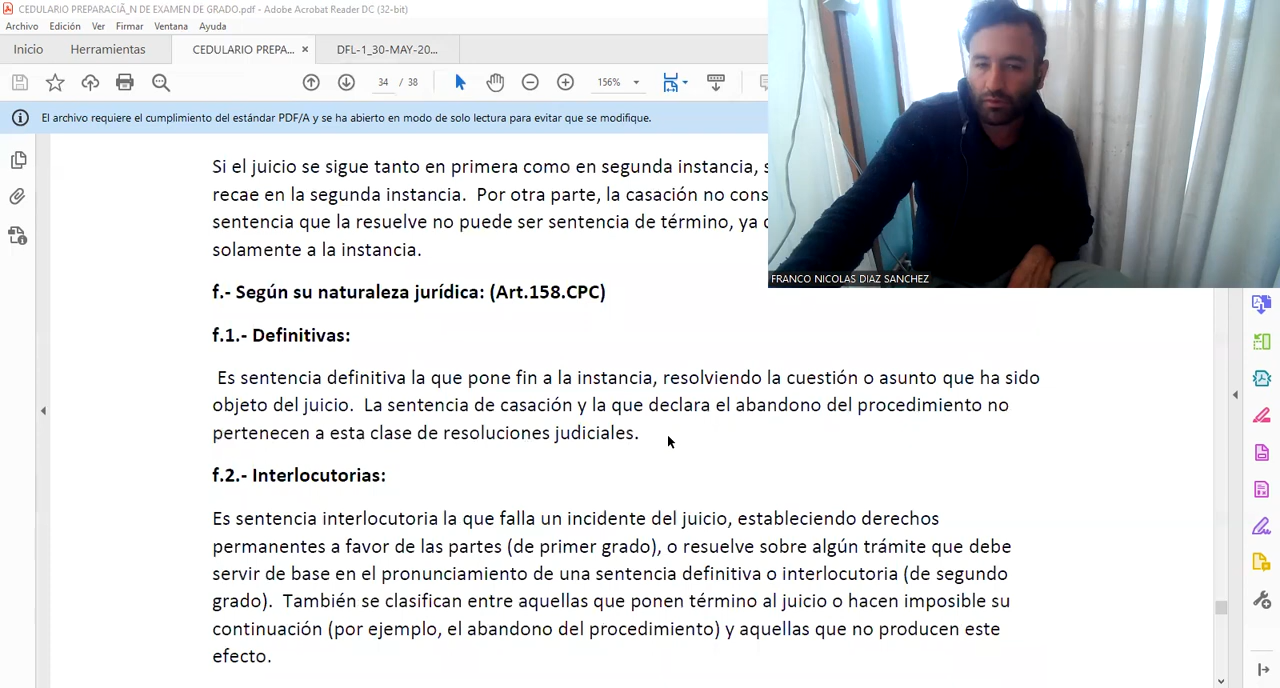 CEDULARIO PREPARACIÃ_N DE EXAMEN DE GRADO.pdf - Adobe Acrobat Reader DC (32-bit)
Archivo Edición Ver Firmar Ventana Ayuda
Inicio Herramientas CEDULARIO PREPA... × DFL-1_30-MAY-20...
34 / 38 156%
El archivo requiere el cumplimiento del estándar PDF/A y se ha abierto en modo de solo lectura para evitar que se modifique.
Si el juicio se sigue tanto en primera como en segunda instancia, s
recae en la segunda instancia. Por otra parte, la casación no cons
sentencia que la resuelve no puede ser sentencia de término, ya
solamente a la instancia.
FRANCO NICOLAS DIAZ SANCHEZ
f.- Según su naturaleza jurídica: (Art.158.CPC)
f.1.- Definitivas:
Es sentencia definitiva la que pone fin a la instancia, resolviendo la cuestión o asunto que ha sido
objeto del juicio. La sentencia de casación y la que declara el abandono del procedimiento no
pertenecen a esta clase de resoluciones judiciales.
f.2.- Interlocutorias:
Es sentencia interlocutoria la que falla un incidente del juicio, estableciendo derechos
permanentes a favor de las partes (de primer grado), o resuelve sobre algún trámite que debe
servir de base en el pronunciamiento de una sentencia definitiva o interlocutoria (de segundo
grado). También se clasifican entre aquellas que ponen término al juicio o hacen imposible su
continuación (por ejemplo, el abandono del procedimiento) y aquellas que no producen este
efecto.